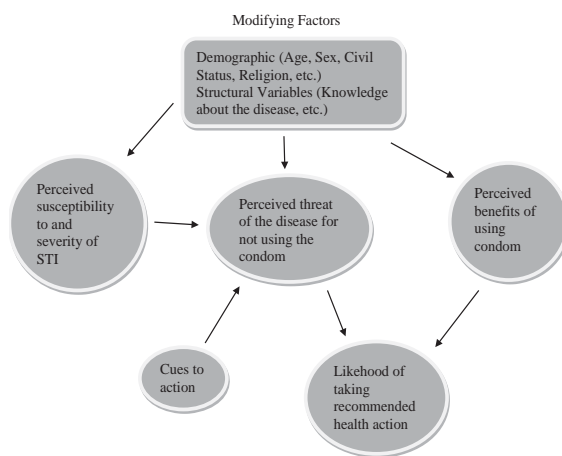 Modifying Factors
Demographic (Age, Sex, Civil
Status, Religion, etc.)
Structural Variables (Knowledge
about the disease, etc.)
Perceived
susceptibility
to and
severity of
STI
Perceived threat
of the disease for
not using the
condom
Perceived
benefits of
using
condom
Cues to
action
Likehood of
taking
recommended
health action